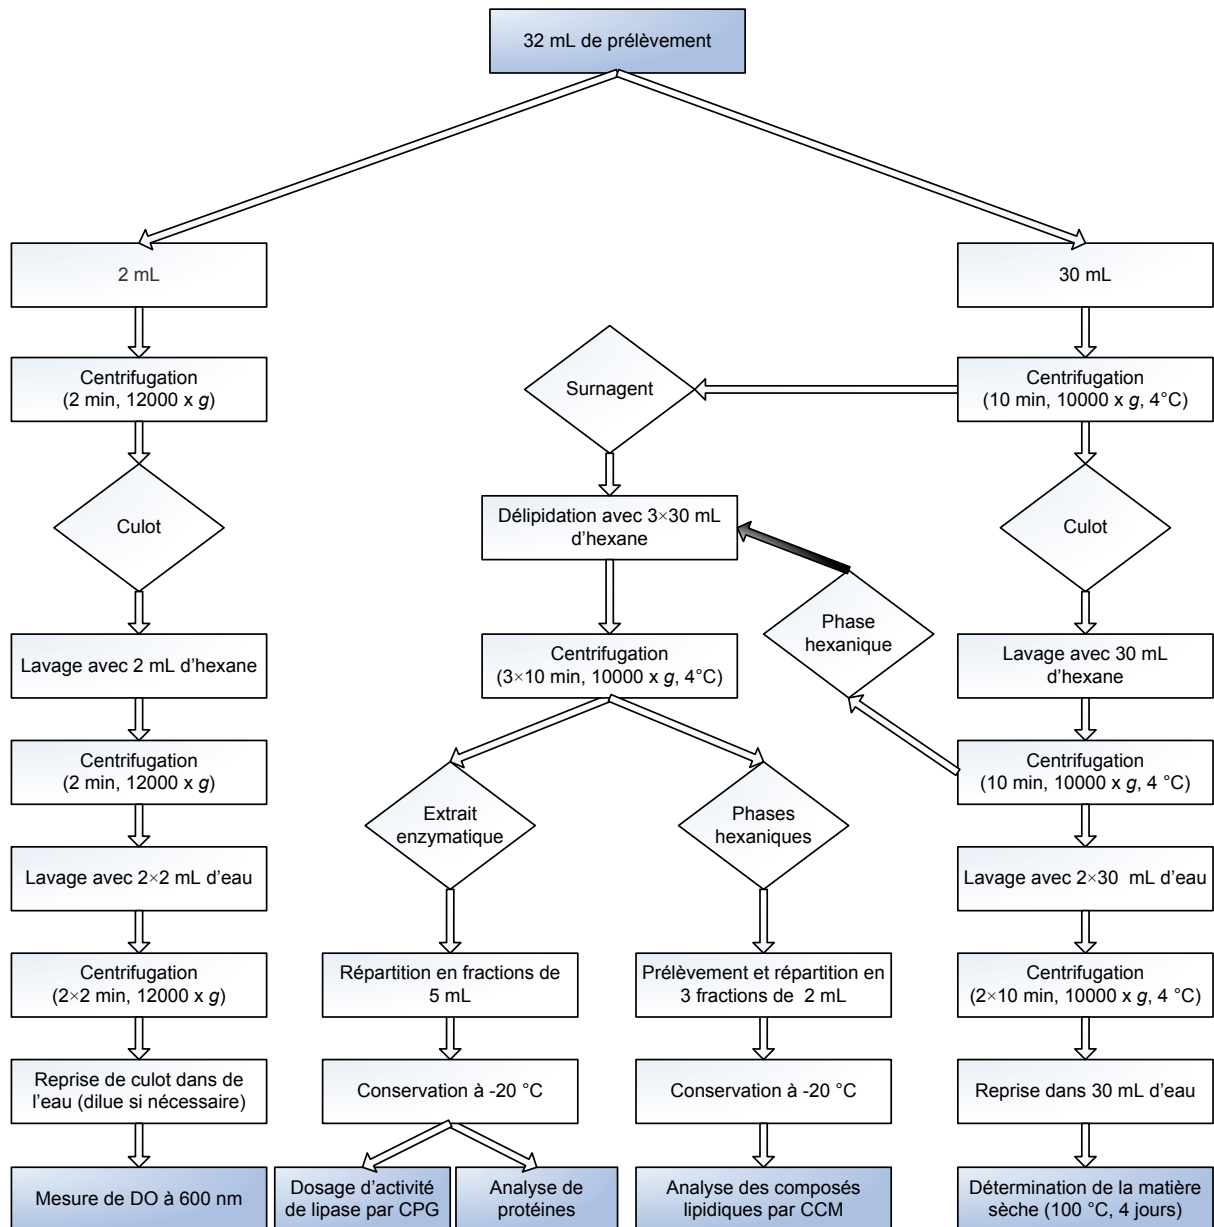 32 mL de prélèvement
2 mL
30 mL
Centrifugation
(2 min, 12000 x g)
Surnagent
Centrifugation
(10 min, 10000 x g, 4°C)
Culot
Délipidation avec 3×30 mL
d’hexane
Culot
Phase
hexanique
Lavage avec 2 mL d’hexane
Centrifugation
(3×10 min, 10000 x g, 4°C)
Lavage avec 30 mL
d’hexane
Centrifugation
(2 min, 12000 x g)
Centrifugation
(10 min, 10000 x g, 4 °C)
Extrait
enzymatique
Phases
hexaniques
Lavage avec 2×2 mL d’eau
Lavage avec 2×30 mL d’eau
Centrifugation
(2×2 min, 12000 x g)
Répartition en fractions de
5 mL
Prélèvement et répartition en
3 fractions de 2 mL
Centrifugation
(2×10 min, 10000 x g, 4 °C)
Reprise de culot dans de
l’eau (dilue si nécessaire)
Conservation à -20 °C
Conservation à -20 °C
Reprise dans 30 mL d’eau
Mesure de DO à 600 nm
Dosage d’activité
de lipase par CPG
Analyse de
protéines
Analyse des composés
lipidiques par CCM
Détermination de la matière
sèche (100 °C, 4 jours)